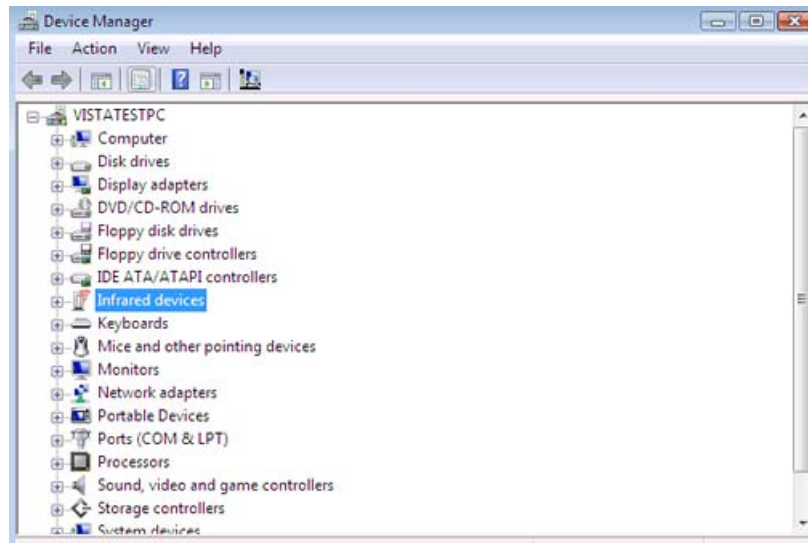 Device Manager
File Action View Help
VISTATESTPC
Computer
Disk drives
Display adapters
DVD/CD-ROM drives
Floppy disk drives
Floppy drive controllers
IDE ATA/ATAPI controllers
Infrared devices
Keyboards
Mice and other pointing devices
Monitors
Network adapters
Portable Devices
Ports (COM & LPT)
Processors
Sound, video and game controllers
Storage controllers
System devices